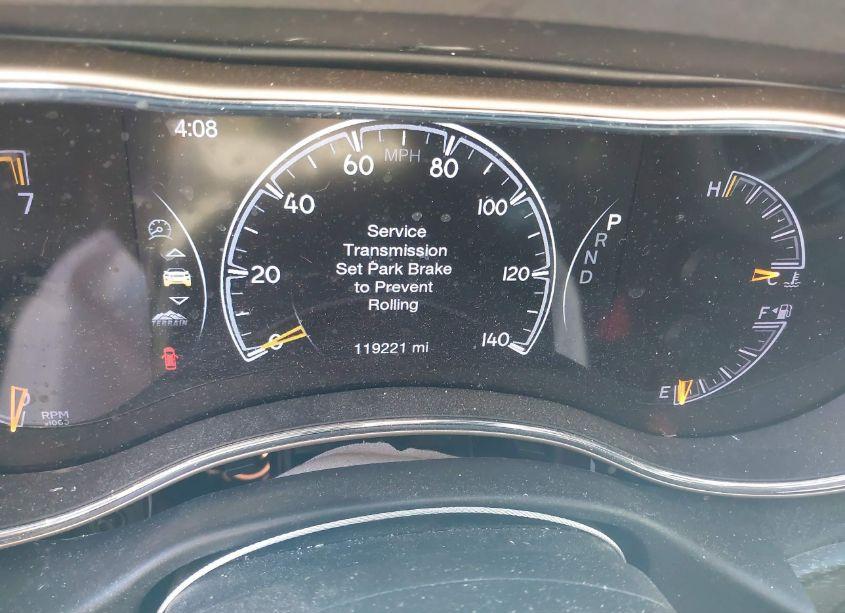 4:08
7
RPM
x1000
0
TERRAIN
0
20
40
60
MPH
80
100
120
140
Service
Transmission
Set Park Brake
to Prevent
Rolling
119221 mi
P
R
N
D
H
C
F
E